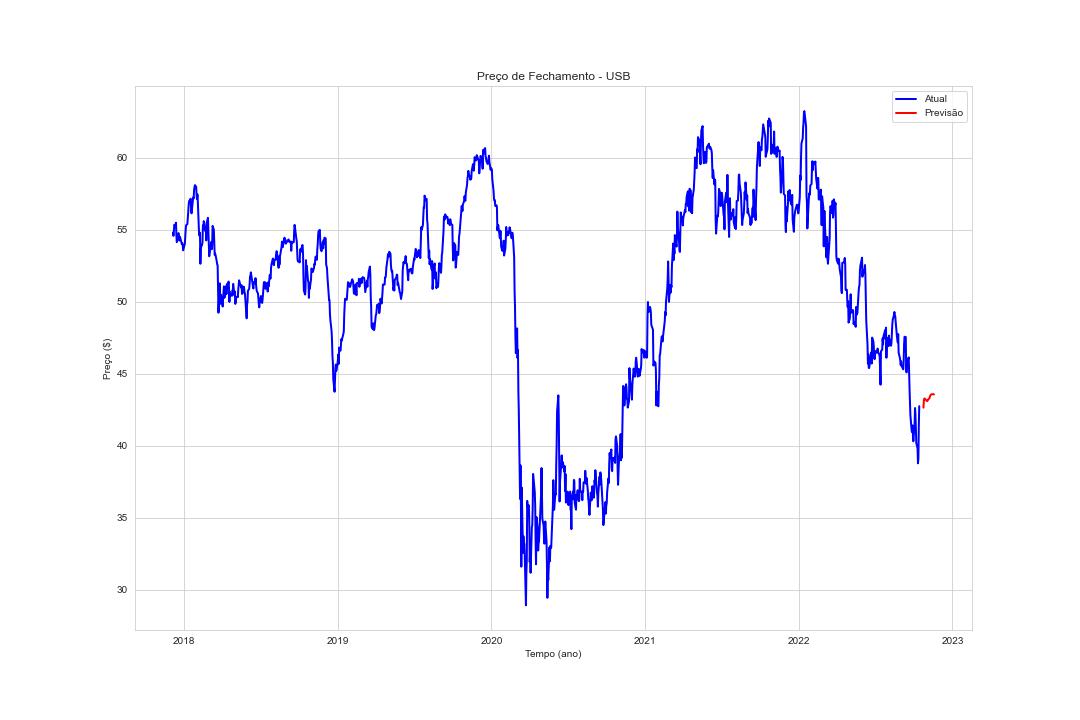 Preço de Fechamento - USB
Atual
Previsão
Preço ($)
60
55
50
45
40
35
30
2018
2019
2020
2021
2022
2023
Tempo (ano)